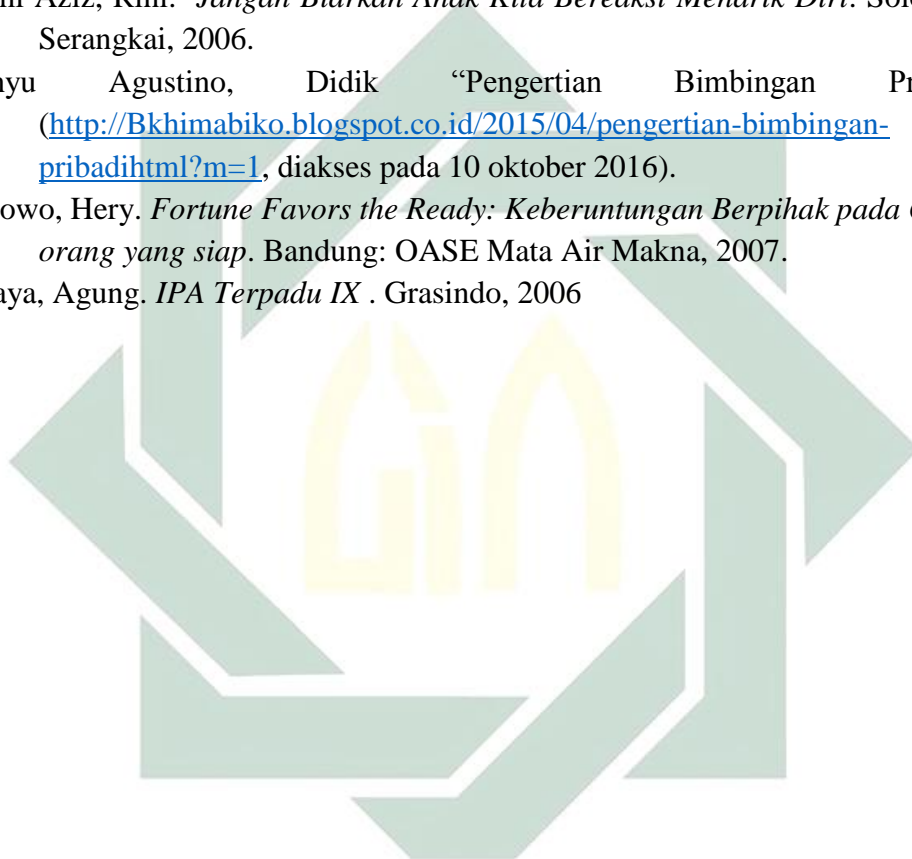 Aziz, Rini. Jangan Biarkan Anak Kita Bereaksi Menarik Diri.
Serangkai, 2006.
Agustino, Didik “Pengertian Bimbingan
(http://Bkhimabiko.blogspot.co.id/2015/04/pengertian-bimbingan-
pribadihtml?m=1, diakses pada 10 oktober 2016).
owo, Hery. Fortune Favors the Ready: Keberuntungan Berpihak pada
orang yang siap. Bandung: OASE Mata Air Makna, 2007.
aya, Agung. IPA Terpadu IX . Grasindo, 2006